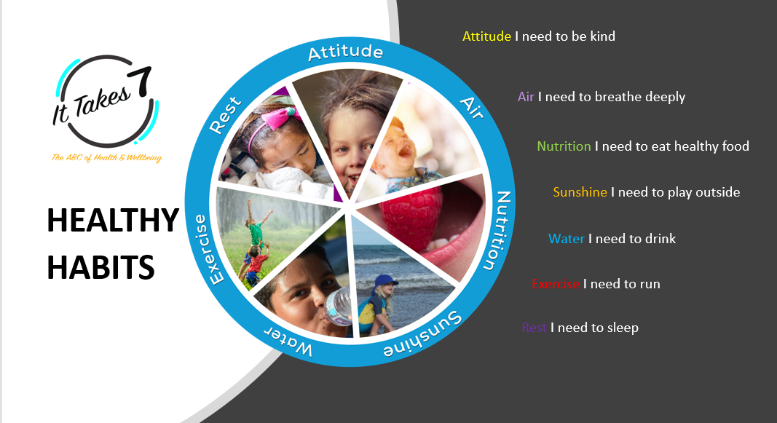 It Takes 7
The ABC of Health & Wellbeing
HEALTHY
HABITS
Attitude
Air
Nutrition
Sunshine
Water
Exercise
Rest
Attitude I need to be kind
Air I need to breathe deeply
Nutrition I need to eat healthy food
Sunshine I need to play outside
Water I need to drink
Exercise I need to run
Rest I need to sleep